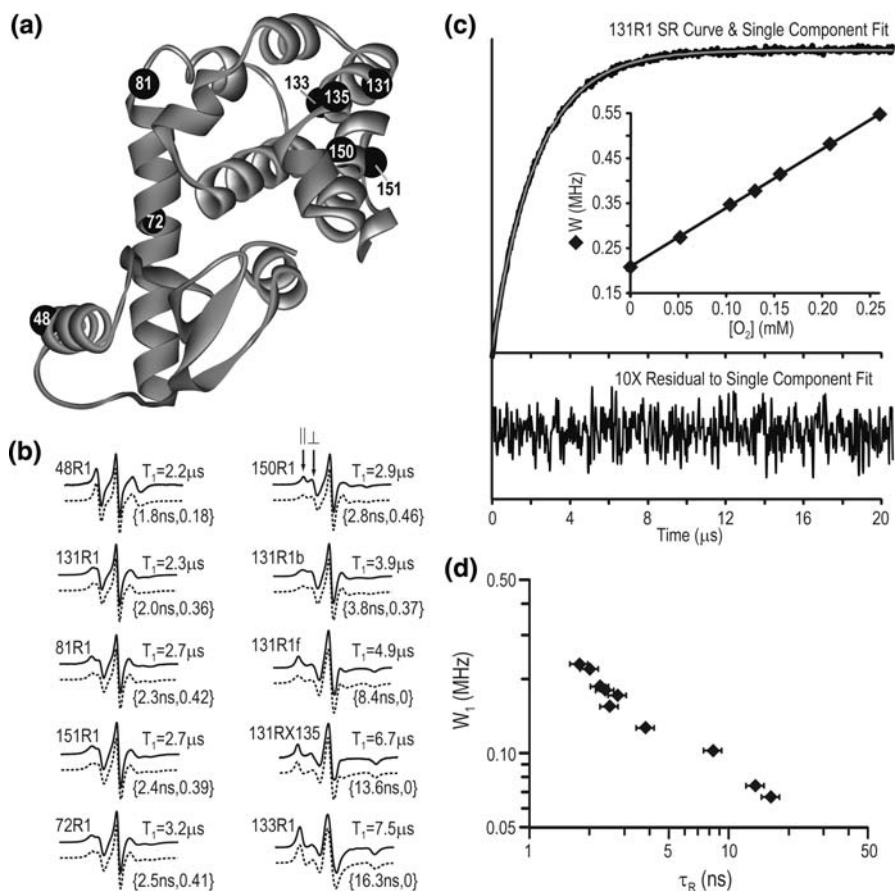 (a)
81
133
135
131
150
151
72
48
(b)
48R1 T₁=2.2µs
{1.8ns,0.18}
131R1 T₁=2.3µs
{2.0ns,0.36}
81R1 T₁=2.7µs
{2.3ns,0.42}
151R1 T₁=2.7µs
{2.4ns,0.39}
72R1 T₁=3.2µs
{2.5ns,0.41}
|| ⊥
150R1 T₁=2.9µs
{2.8ns,0.46}
131R1b T₁=3.9µs
{3.8ns,0.37}
131R1f T₁=4.9µs
{8.4ns,0}
131RX135 T₁=6.7µs
{13.6ns,0}
133R1 T₁=7.5µs
{16.3ns,0}
(c)
131R1 SR Curve & Single Component Fit
0.55
0.45
0.35
0.25
0.15
◆ W (MHz)
0 0.05 0.10 0.15 0.20 0.25
[O₂] (mM)
10X Residual to Single Component Fit
0 4 8 12 16 20
Time (µs)
(d)
0.50
0.10
0.05
W₁ (MHz)
1 5 10 50
τR (ns)